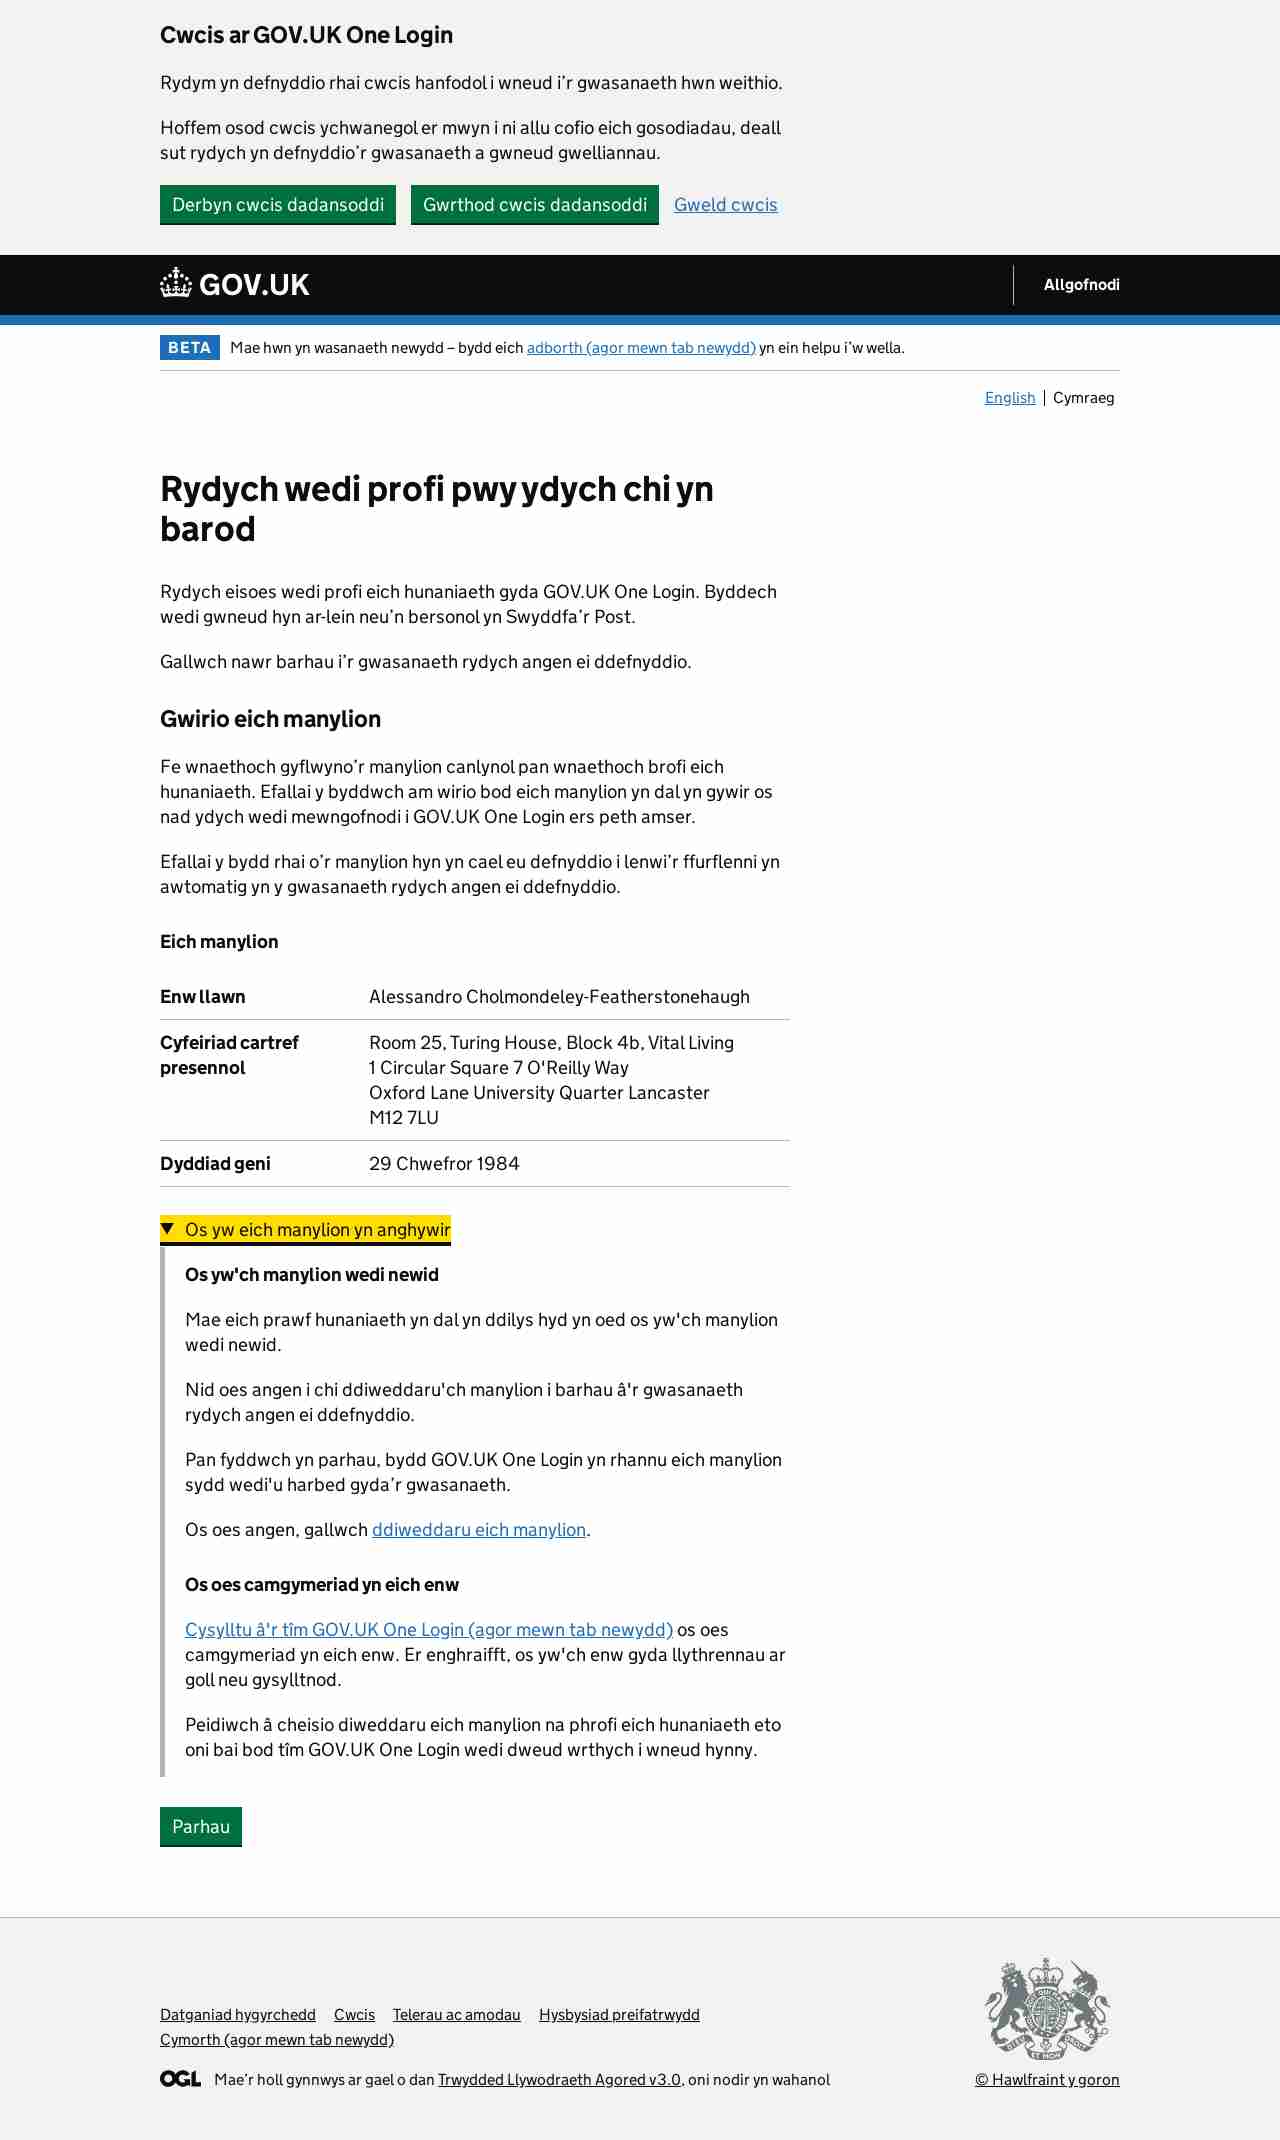 Cwcis ar GOV.UK One Login
Rydym yn defnyddio rhai cwcis hanfodol i wneud i’r gwasanaeth hwn weithio.
Hoffem osod cwcis ychwanegol er mwyn i ni allu cofio eich gosodiadau, deall
sut rydych yn defnyddio’r gwasanaeth a gwneud gwelliannau.
Derbyn cwcis dadansoddi Gwrthod cwcis dadansoddi Gweld cwcis
GOV.UK Allgofnodi
BETA Mae hwn yn wasanaeth newydd – bydd eich adborth (agor mewn tab newydd) yn ein helpu i’w wella.
English Cymraeg
Rydych wedi profi pwy ydych chi yn
barod
Rydych eisoes wedi profi eich hunaniaeth gyda GOV.UK One Login. Byddech
wedi gwneud hyn ar-lein neu’n bersonol yn Swyddfa’r Post.
Gallwch nawr barhau i’r gwasanaeth rydych angen ei ddefnyddio.
Gwirio eich manylion
Fe wnaethoch gyflwyno’r manylion canlynol pan wnaethoch brofi eich
hunaniaeth. Efallai y byddwch am wirio bod eich manylion yn dal yn gywir os
nad ydych wedi mewngofnodi i GOV.UK One Login ers peth amser.
Efallai y bydd rhai o’r manylion hyn yn cael eu defnyddio i lenwi’r ffurflenni yn
awtomatig yn y gwasanaeth rydych angen ei ddefnyddio.
Eich manylion
Enw llawn Alessandro Cholmondeley-Featherstonehaugh
Cyfeiriad cartref Room 25, Turing House, Block 4b, Vital Living
presennol 1 Circular Square 7 O'Reilly Way
Oxford Lane University Quarter Lancaster
M12 7LU
Dyddiad geni 29 Chwefror 1984
Os yw eich manylion yn anghywir
Os yw'ch manylion wedi newid
Mae eich prawf hunaniaeth yn dal yn ddilys hyd yn oed os yw'ch manylion
wedi newid.
Nid oes angen i chi ddiweddaru'ch manylion i barhau â'r gwasanaeth
rydych angen ei ddefnyddio.
Pan fyddwch yn parhau, bydd GOV.UK One Login yn rhannu eich manylion
sydd wedi'u harbed gyda’r gwasanaeth.
Os oes angen, gallwch ddiweddaru eich manylion.
Os oes camgymeriad yn eich enw
Cysylltu â'r tîm GOV.UK One Login (agor mewn tab newydd) os oes
camgymeriad yn eich enw. Er enghraifft, os yw'ch enw gyda llythrennau ar
goll neu gysylltnod.
Peidiwch â cheisio diweddaru eich manylion na phrofi eich hunaniaeth eto
oni bai bod tîm GOV.UK One Login wedi dweud wrthych i wneud hynny.
Parhau
Datganiad hygyrchedd Cwcis Telerau ac amodau Hysbysiad preifatrwydd
Cymorth (agor mewn tab newydd)
OGL Mae’r holl gynnwys ar gael o dan Trwydded Llywodraeth Agored v3.0, oni nodir yn wahanol
© Hawlfraint y goron